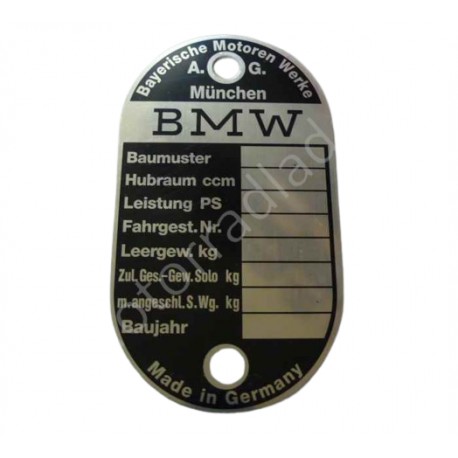 Bayerische Motoren Werke
A. G.
München
BMW
Baumuster
Hubraum ccm
Leistung PS
Fahrgest. Nr.
Leergew. kg
Zul. Ges.-Gew. Solo kg
m. angeschl. S. Wg. kg
Baujahr
Made in Germany
otorradlad